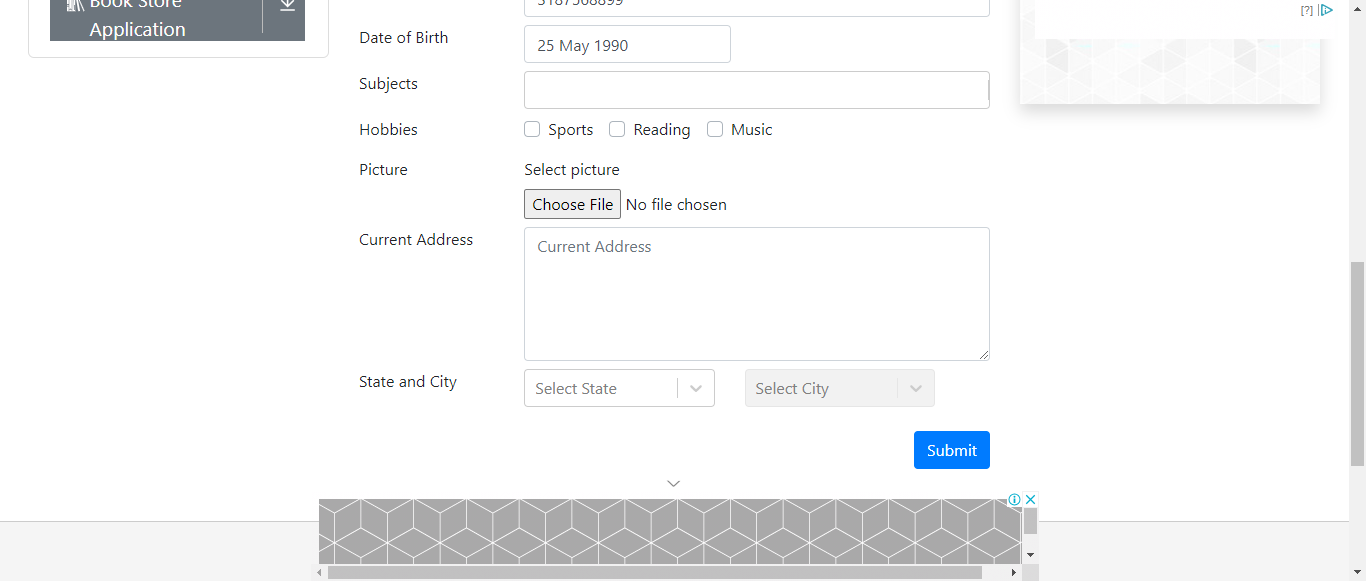 Book Store
Application
3187568899
Date of Birth
25 May 1990
Subjects
Hobbies
Sports
Reading
Music
Picture
Select picture
Choose File
No file chosen
Current Address
Current Address
State and City
Select State
Select City
Submit
[?]